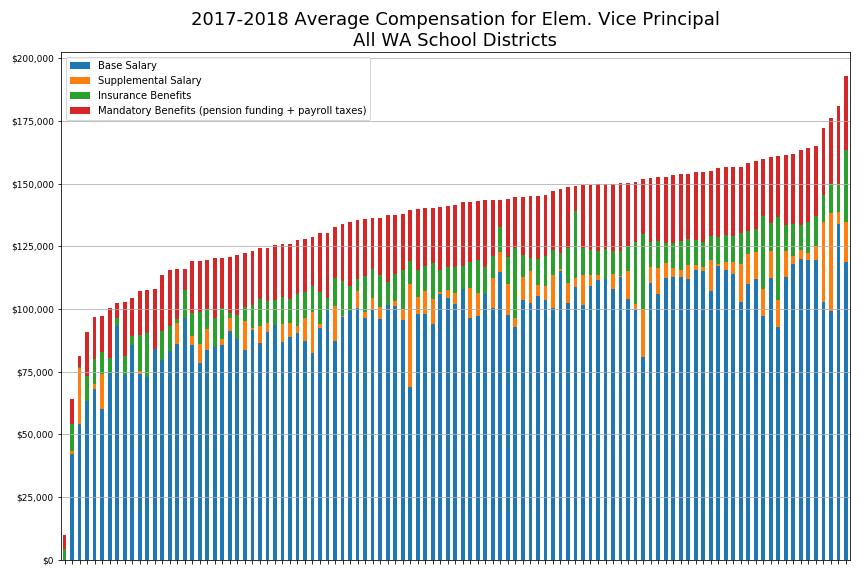 2017-2018 Average Compensation for Elem. Vice Principal
All WA School Districts
$200,000
$175,000
$150,000
$125,000
$100,000
$75,000
$50,000
$25,000
$0
Base Salary
Supplemental Salary
Insurance Benefits
Mandatory Benefits (pension funding + payroll taxes)